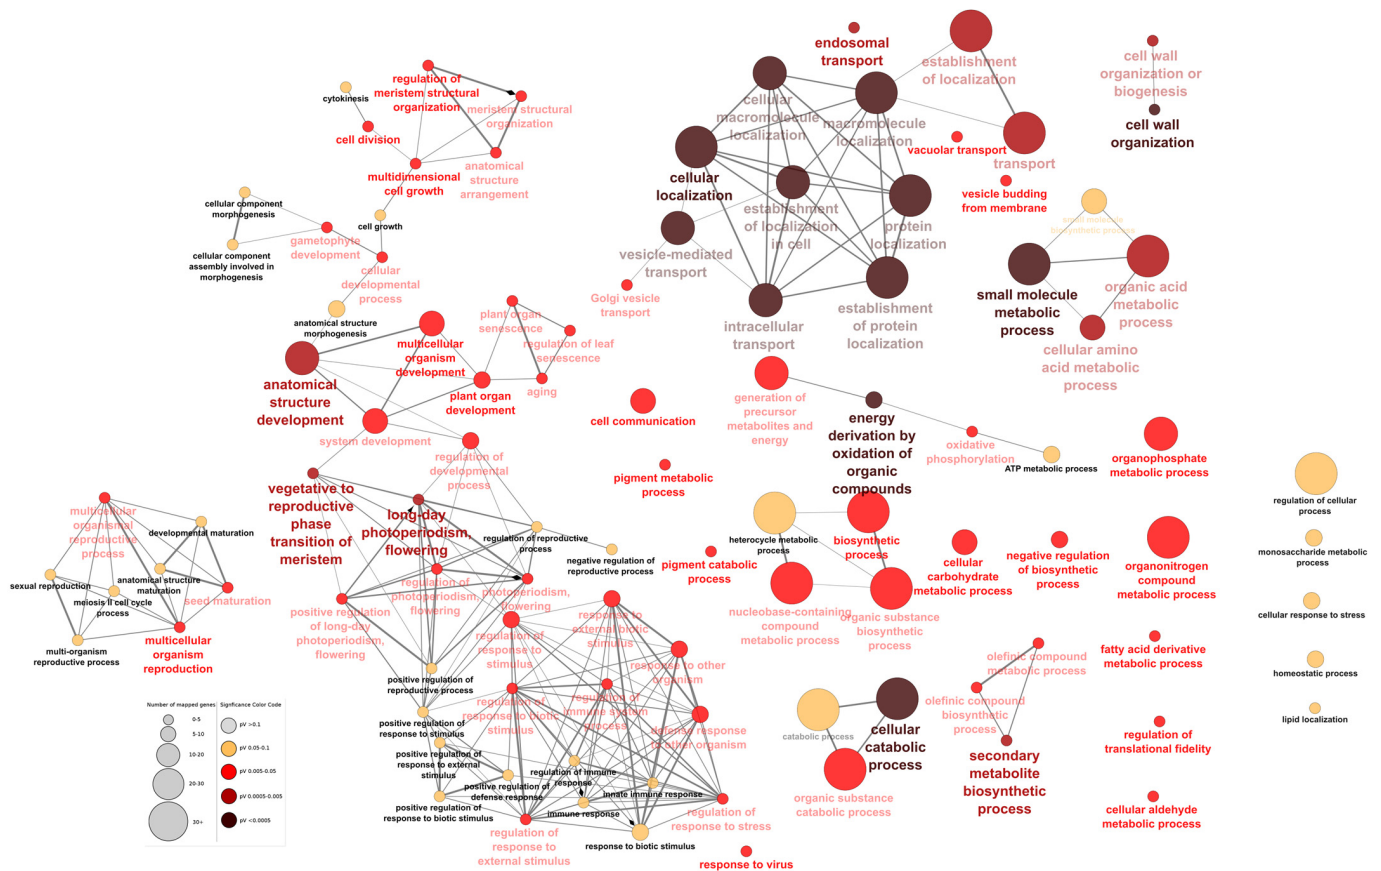 endosomal
transport
establishment
of localization
cell wall
organization or
biogenesis
cell wall
organization
regulation of
meristem structural
organization
cytokinesis
meristem structural
organization
cell division
anatomical
structure
arrangement
multidimensional
cell growth
cellular
macromolecule
localization
macromolecule
localization
vacuolar transport
transport
cellular
localization
vesicle budding
from membrane
cellular component
morphogenesis
cell growth
establishment
of localization
in cell
protein
localization
small molecule
biosynthetic process
gametophyte
development
cellular component
assembly involved in
morphogenesis
cellular
developmental
process
vesicle-mediated
transport
Golgi vesicle
transport
small molecule
metabolic
process
organic acid
metabolic
process
anatomical structure
morphogenesis
plant organ
senescence
regulation of leaf
senescence
intracellular
transport
establishment
of protein
localization
cellular amino
acid metabolic
process
multicellular
organism
development
anatomical
structure
development
plant organ
development
aging
system development
cell communication
generation of
precursor
metabolites and
energy
energy
derivation by
oxidation of
organic
compounds
oxidative
phosphorylation
ATP metabolic process
organophosphate
metabolic process
regulation of
developmental
process
pigment metabolic
process
vegetative to
reproductive
phase
transition of
meristem
long-day
photoperiodism,
flowering
regulation of cellular
process
multicellular
organismal
reproductive
process
developmental maturation
regulation of reproductive
process
negative regulation of
reproductive process
pigment catabolic
process
heterocycle metabolic
process
biosynthetic
process
cellular
carbohydrate
metabolic process
negative regulation
of biosynthetic
process
organonitrogen
compound
metabolic process
monosaccharide metabolic
process
sexual reproduction
anatomical structure
maturation
meiosis II cell cycle
process
seed maturation
positive regulation
of long-day
photoperiodism,
flowering
regulation of
photoperiodism,
flowering
photoperiodism,
flowering
nucleobase-containing
compound
metabolic process
organic substance
biosynthetic
process
cellular response to stress
multi-organism
reproductive process
multicellular
organism
reproduction
regulation of
response to
stimulus
response to
external biotic
stimulus
response to other
organism
olefinic compound
metabolic process
fatty acid derivative
metabolic process
homeostatic process
positive regulation of
reproductive process
regulation of
response to biotic
stimulus
regulation of
immune system
process
defense response
to other organism
olefinic compound
biosynthetic
process
lipid localization
positive regulation of
response to stimulus
positive regulation of
response to external
stimulus
catabolic process
cellular
catabolic
process
secondary
metabolite
biosynthetic
process
regulation of
translational fidelity
positive regulation of
defense response
regulation of immune
response
innate immune response
positive regulation of
response to biotic stimulus
immune response
organic substance
catabolic process
regulation of
response to stress
cellular aldehyde
metabolic process
regulation of
response to
external stimulus
response to biotic stimulus
response to virus
Number of mapped genes
0-5
5-10
10-20
20-30
30+
Signficance Color Code
pV >0.1
pV 0.05-0.1
pV 0.005-0.05
pV 0.0005-0.005
pV <0.0005